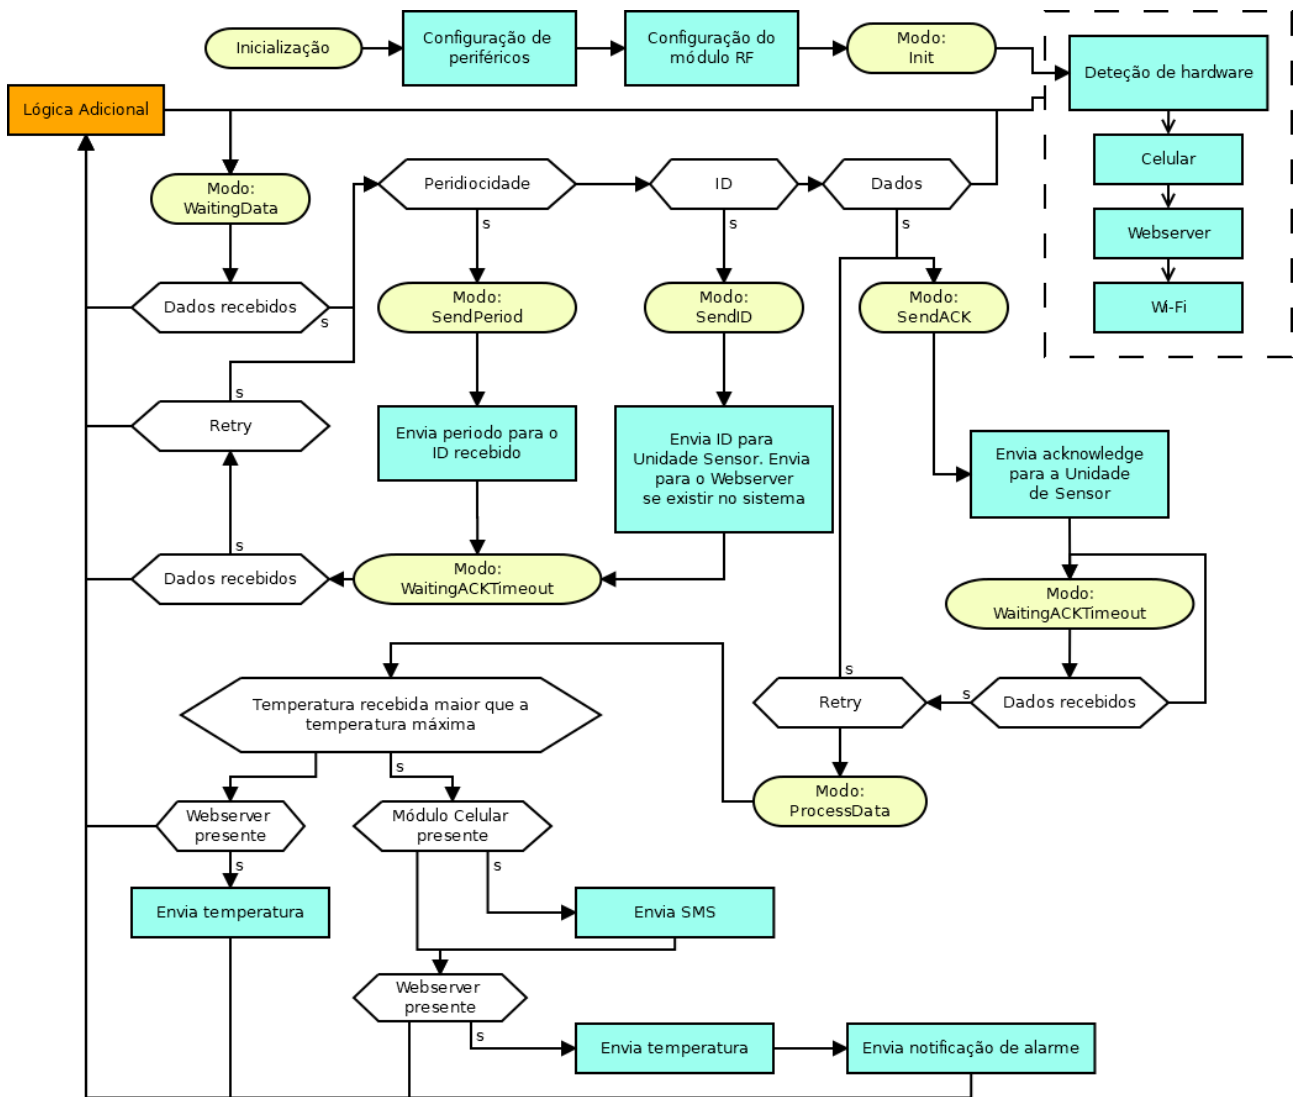 Inicialização
Configuração de
periféricos
Configuração do
módulo RF
Modo:
Init
Deteção de hardware
Lógica Adicional
Celular
Modo:
WaitingData
Peridiocidade
ID
Dados
s
s
s
Webserver
Dados recebidos
s
Modo:
SendPeriod
Modo:
SendID
Modo:
SendACK
Wi-Fi
s
Retry
Envia periodo para o
ID recebido
Envia ID para
Unidade Sensor. Envia
para o Webserver
se existir no sistema
Envia acknowledge
para a Unidade
de Sensor
s
Dados recebidos
Modo:
WaitingACKTimeout
Modo:
WaitingACKTimeout
s
Temperatura recebida maior que a
temperatura máxima
Retry
s
Dados recebidos
s
Modo:
ProcessData
Webserver
presente
Módulo Celular
presente
s
s
Envia temperatura
Envia SMS
Webserver
presente
s
Envia temperatura
Envia notificação de alarme